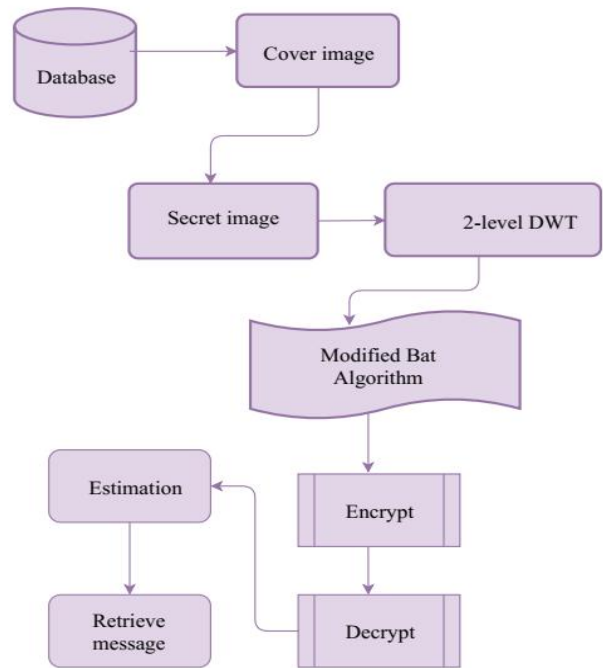 Database
Cover image
Secret image
2-level DWT
Modified Bat
Algorithm
Encrypt
Decrypt
Estimation
Retrieve
message